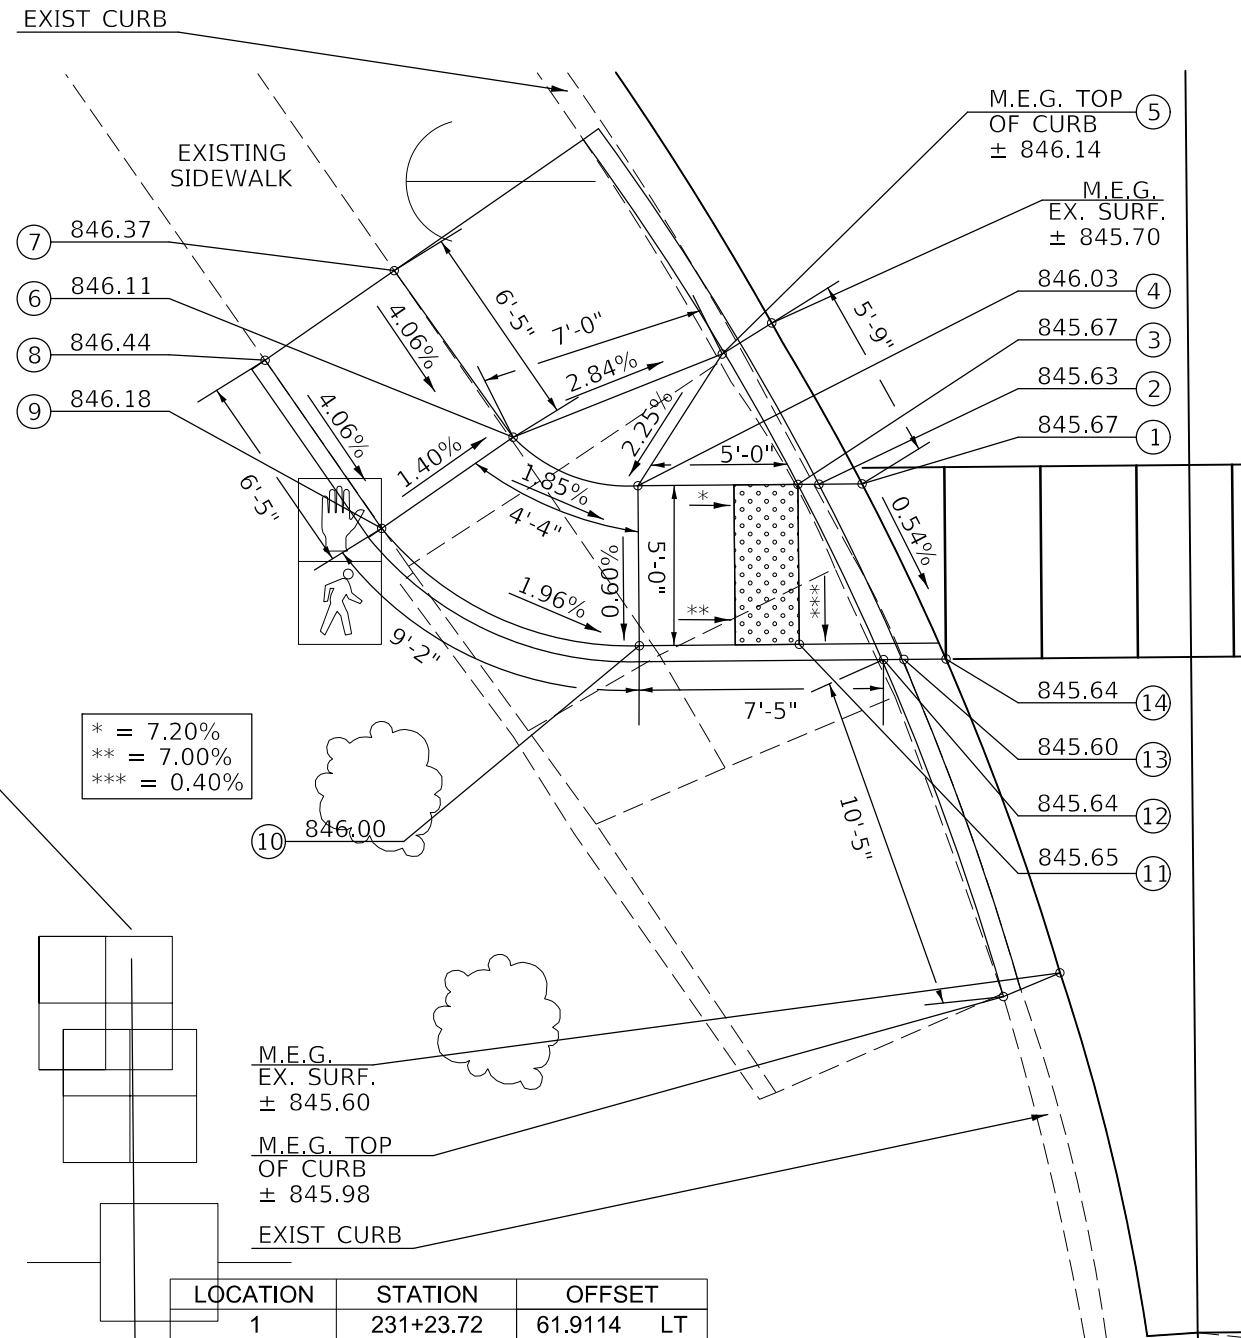 EXIST CURB
M.E.G. TOP
OF CURB
± 846.14
5
EXISTING
SIDEWALK
M.E.G.
EX. SURF.
± 845.70
7 846.37
6 846.11
8 846.44
9 846.18
846.03 4
845.67 3
845.63 2
845.67 1
4.06%
6'-5"
7'-0"
2.84%
5'-9"
4.06%
1.40%
2.25%
5'-0"
6'-5"
1.85%
4'-4"
*
0.54%
0.60%
5'-0"
1.96%
**
***
9'-2"
7'-5"
* = 7.20%
** = 7.00%
*** = 0.40%
845.64 14
845.60 13
845.64 12
845.65 11
10 846.00
10'-5"
M.E.G.
EX. SURF.
± 845.60
M.E.G. TOP
OF CURB
± 845.98
EXIST CURB
LOCATION STATION OFFSET
1 231+23.72 61.9114 LT